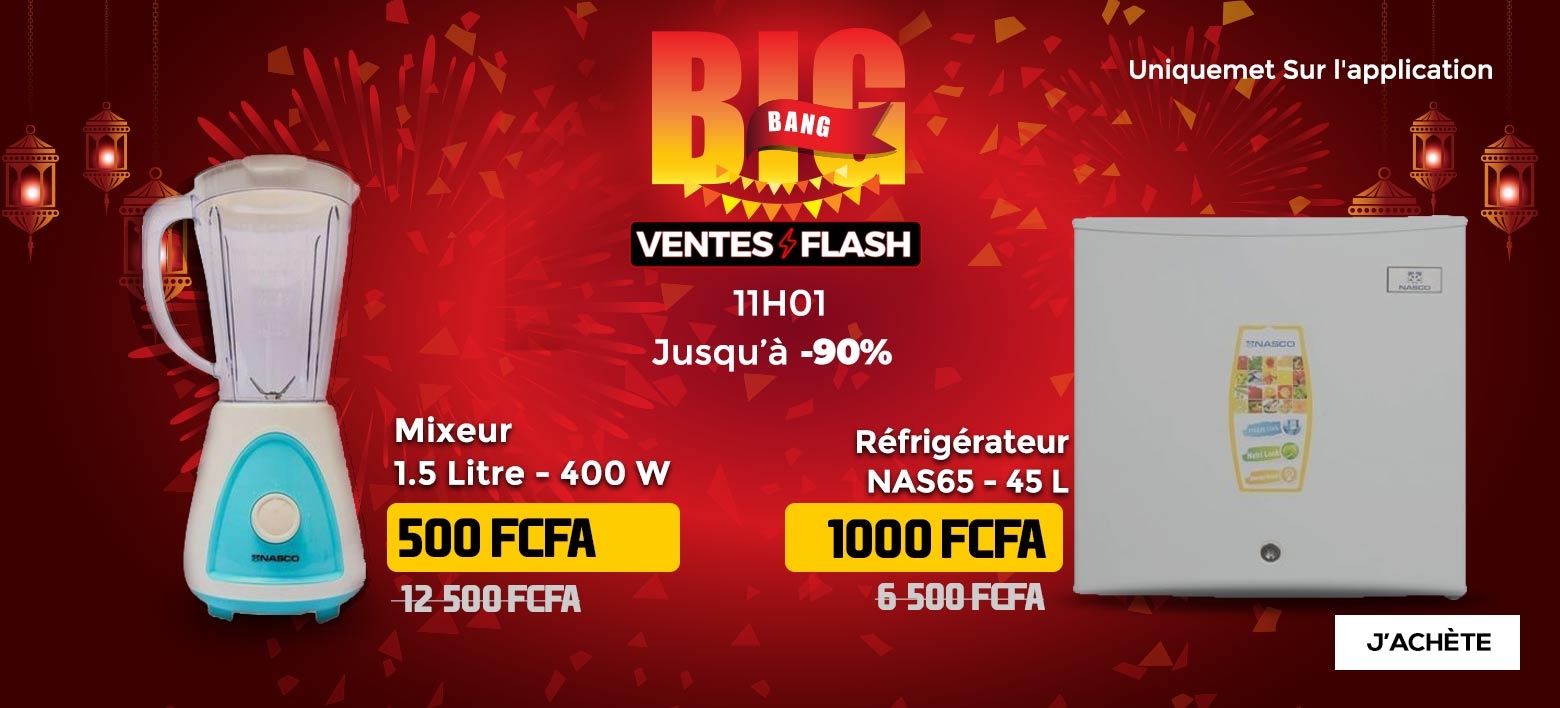 Uniquemet Sur l'application
BIG
BANG
VENTES FLASH
11H01
Jusqu'à -90%
Mixeur
1.5 Litre - 400 W
500 FCFA
12 500 FCFA
NASCO
Réfrigérateur
NAS65 - 45 L
1000 FCFA
6 500 FCFA
NASCO
NASCO
J'ACHÈTE